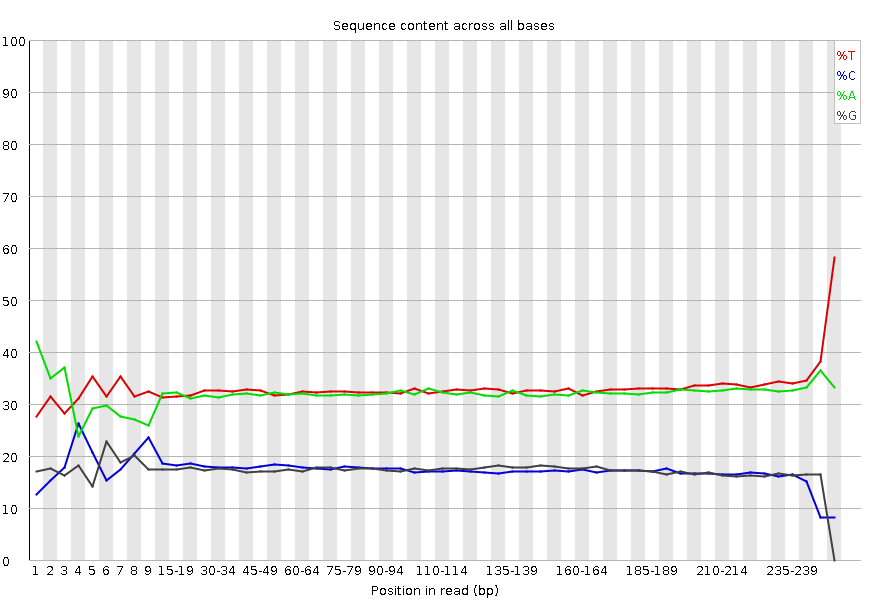 Sequence content across all bases
100
90
80
70
60
50
40
30
20
10
0
%T
%C
%A
%G
1 2 3 4 5 6 7 8 9 15-19 30-34 45-49 60-64 75-79 90-94 110-114 135-139 160-164 185-189 210-214 235-239
Position in read (bp)